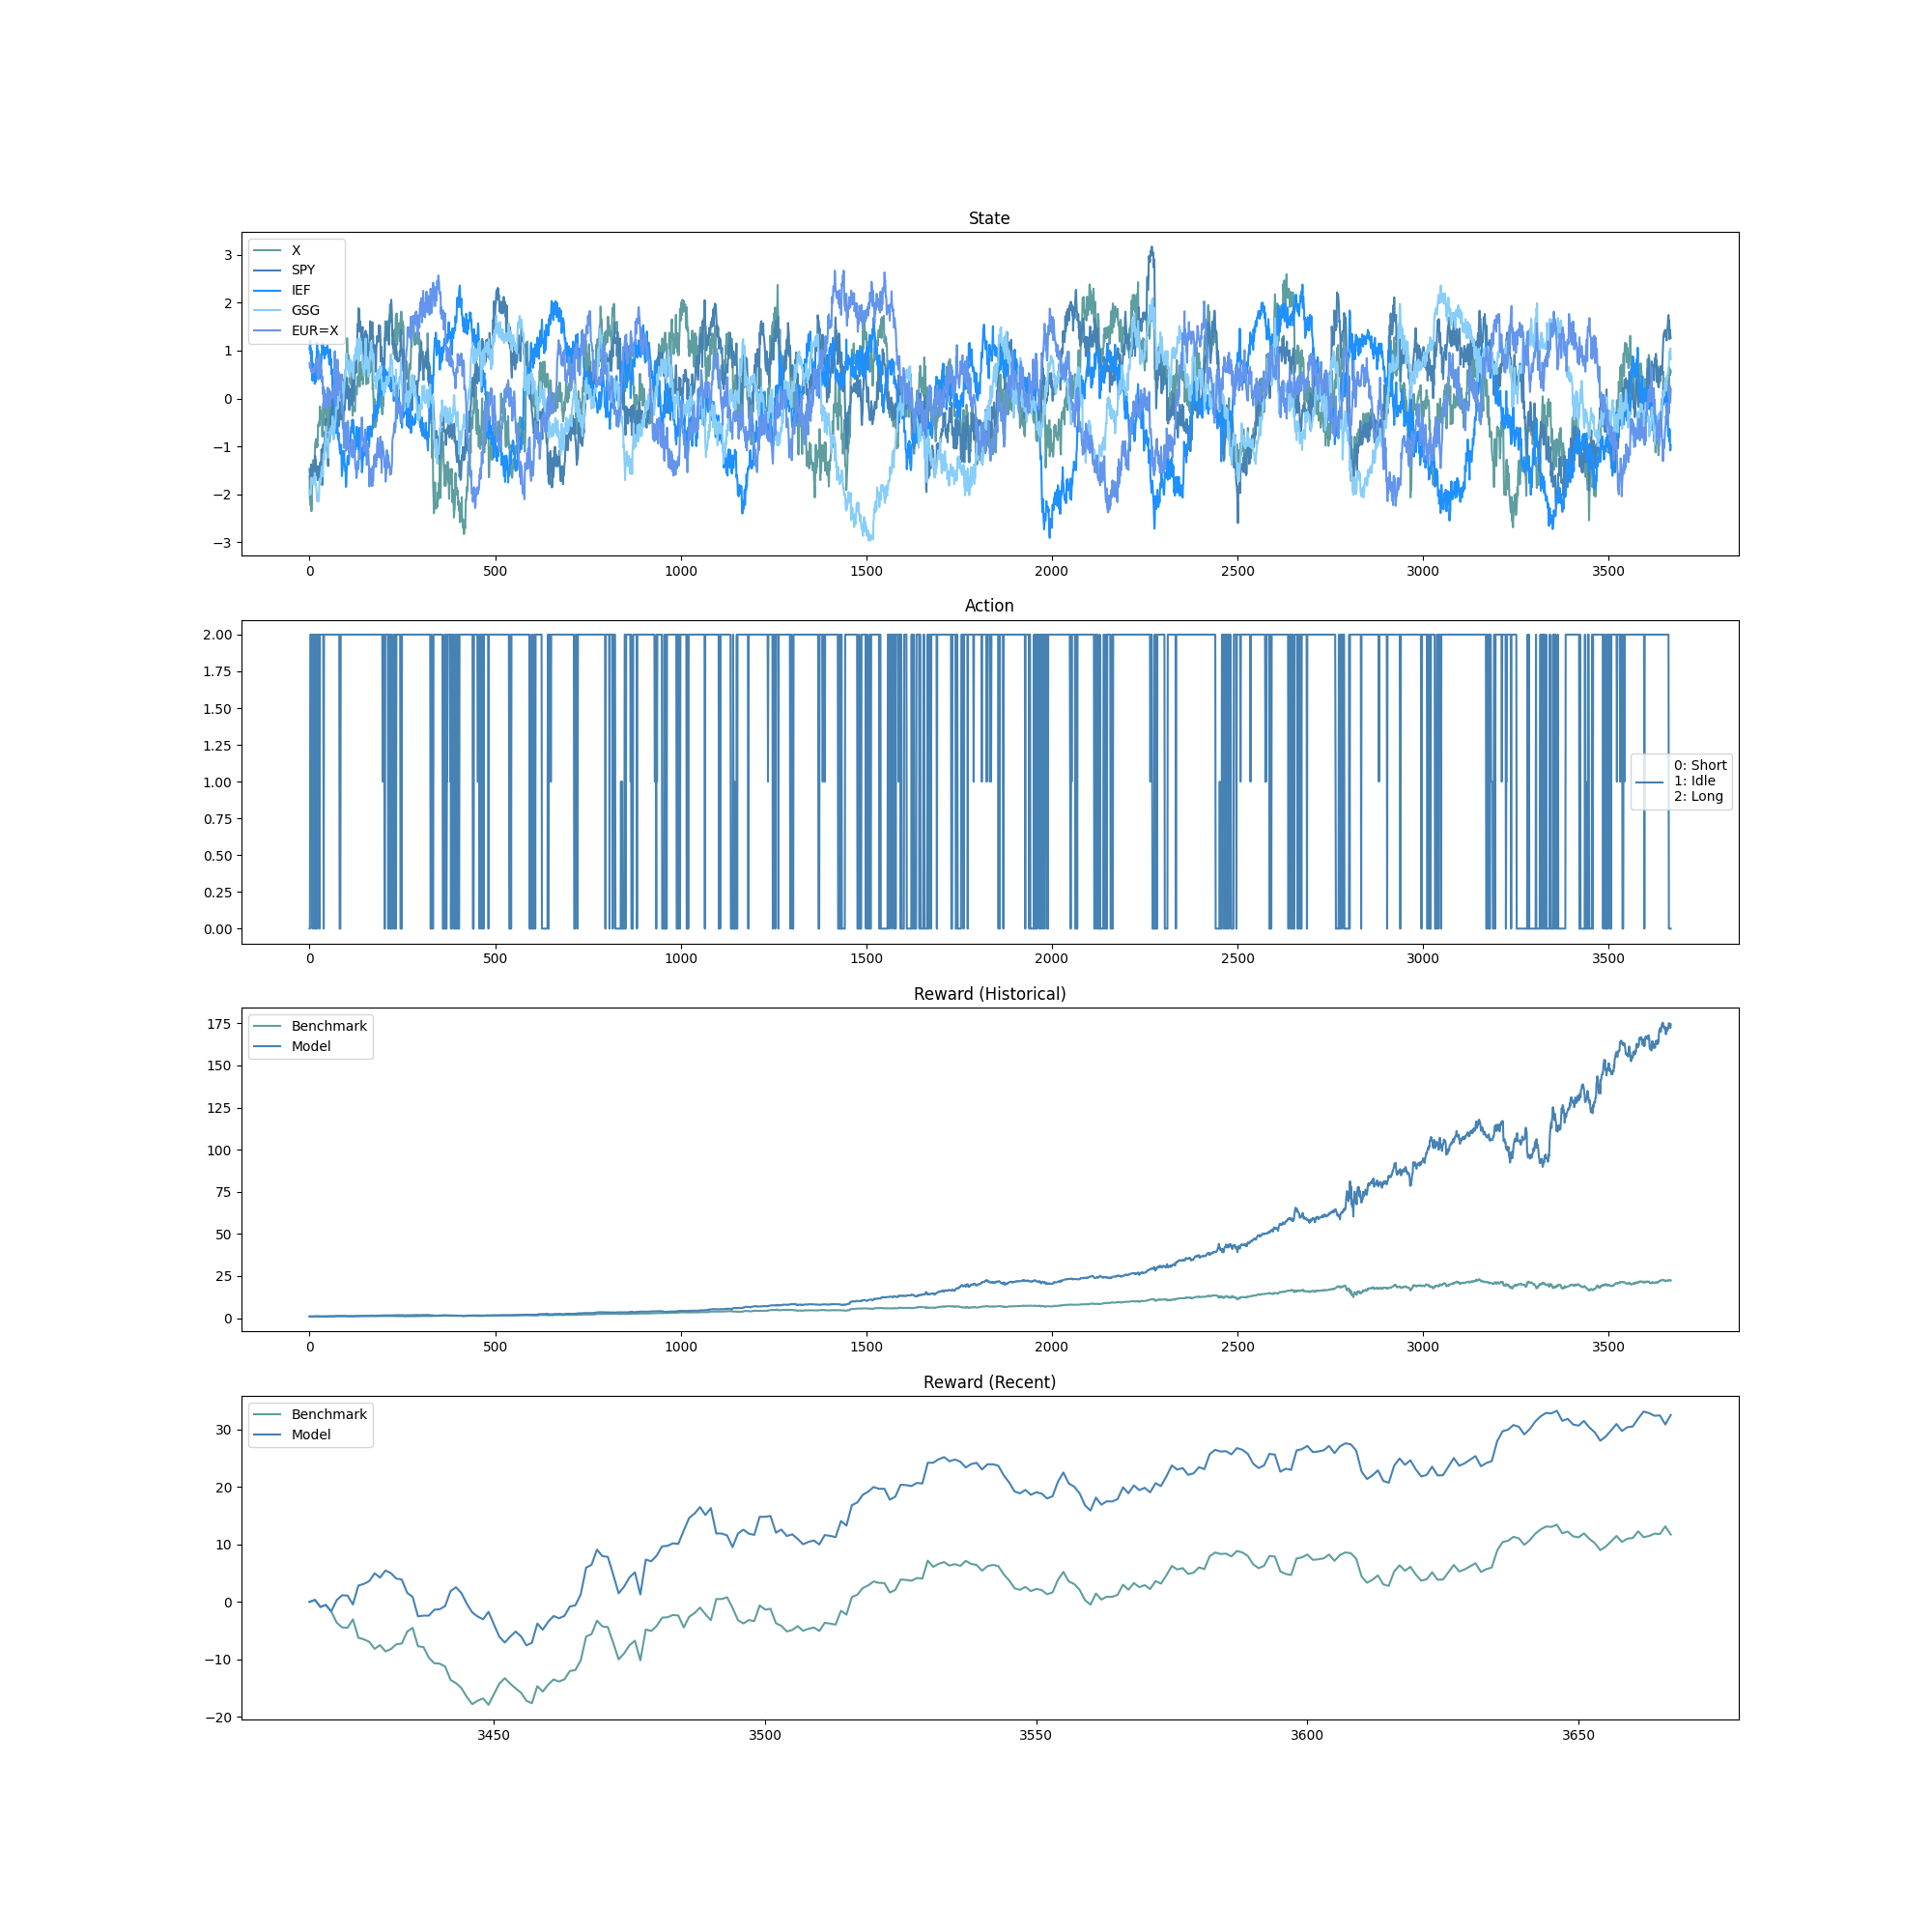 State
X
SPY
IEF
GSG
EUR=X
3
2
1
0
−1
−2
−3
0 500 1000 1500 2000 2500 3000 3500
Action
2.00
1.75
1.50
1.25
1.00
0.75
0.50
0.25
0.00
0: Short
1: Idle
2: Long
0 500 1000 1500 2000 2500 3000 3500
Reward (Historical)
Benchmark
Model
175
150
125
100
75
50
25
0
0 500 1000 1500 2000 2500 3000 3500
Reward (Recent)
Benchmark
Model
30
20
10
0
−10
−20
3450 3500 3550 3600 3650